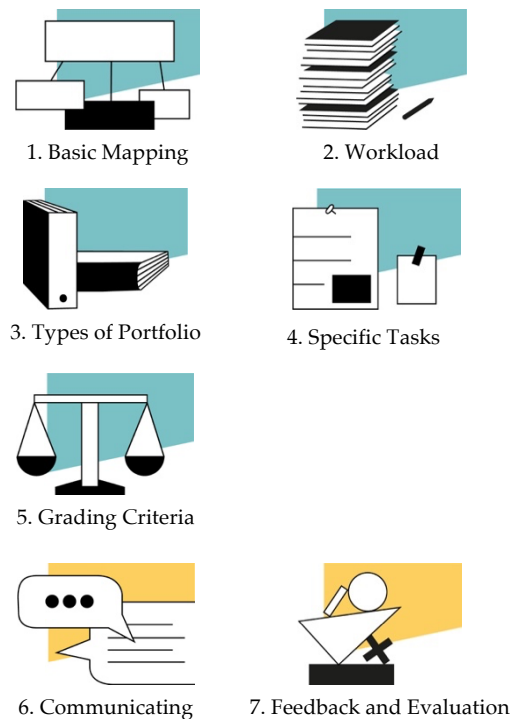 1. Basic Mapping
2. Workload
3. Types of Portfolio
4. Specific Tasks
5. Grading Criteria
6. Communicating
7. Feedback and Evaluation